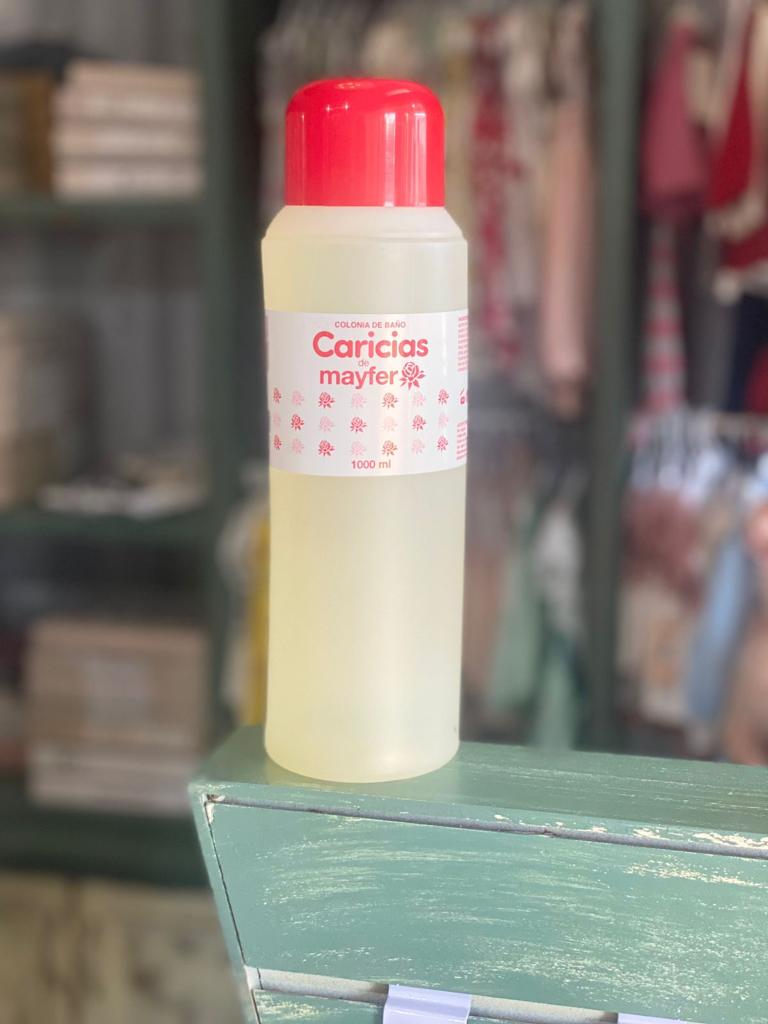 COLONIA DE BAÑO
Caricias
de
mayfer
1000 ml